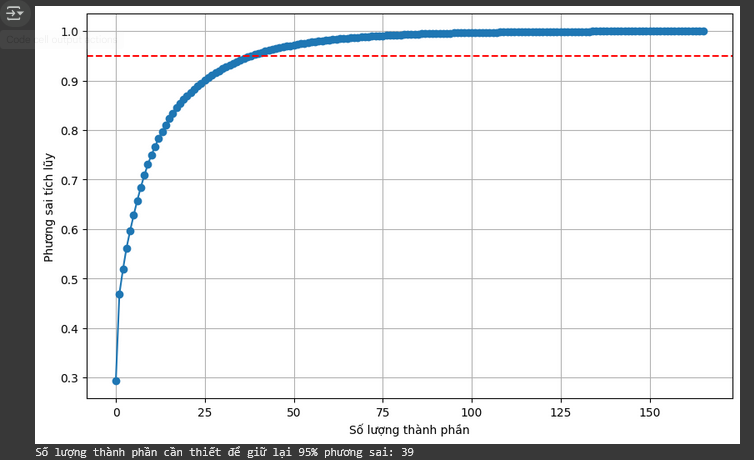 1.0
0.9
0.8
0.7
0.6
0.5
0.4
0.3
Phương sai tích lũy
0 25 50 75 100 125 150
Số lượng thành phần
Số lượng thành phần cần thiết để giữ lại 95% phương sai: 39